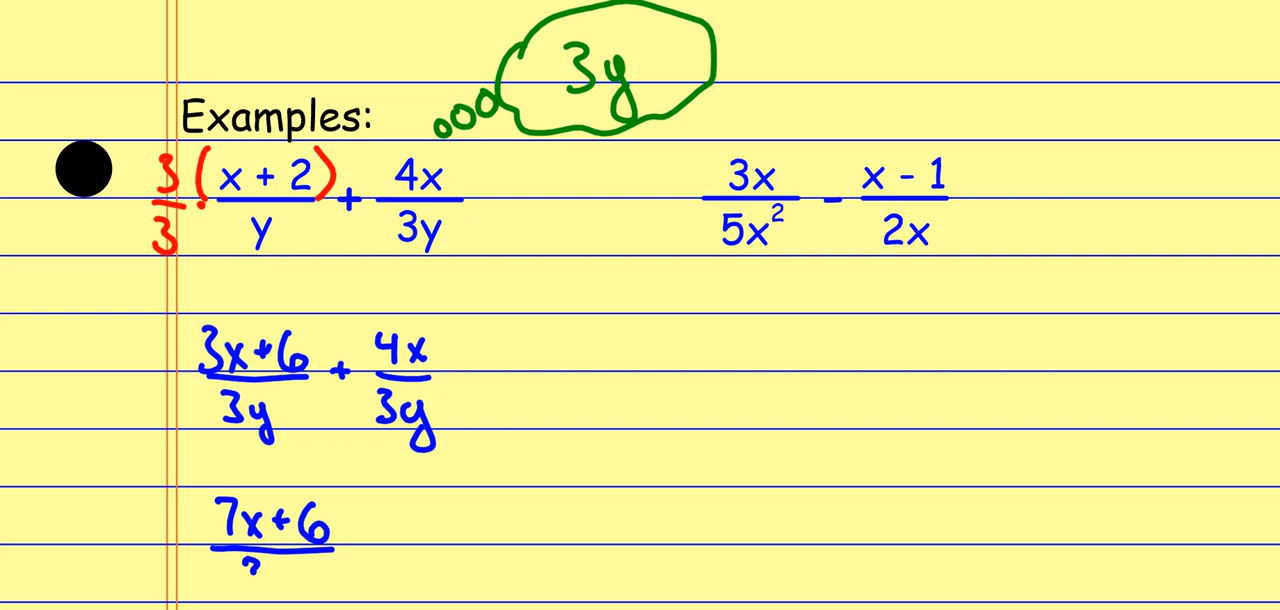 3y
Examples:
3/3 · (x + 2)/y + 4x/3y
3x/5x² - (x - 1)/2x
3x+6/3y + 4x/3y
7x+6